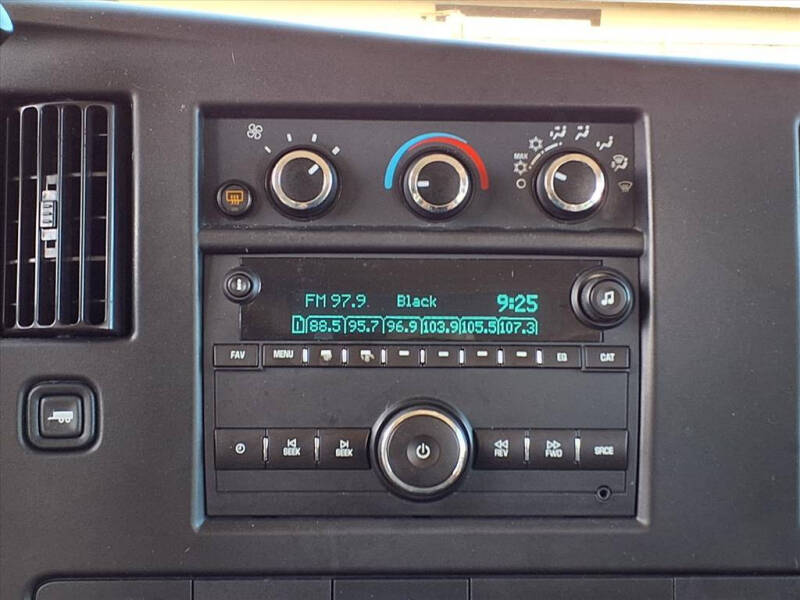 MAX
FM 97.9 Black 9:25
1 88.5 95.7 96.9 103.9 105.5 107.3
FAV MENU EQ CAT
SEEK SEEK REV FWD SRCE